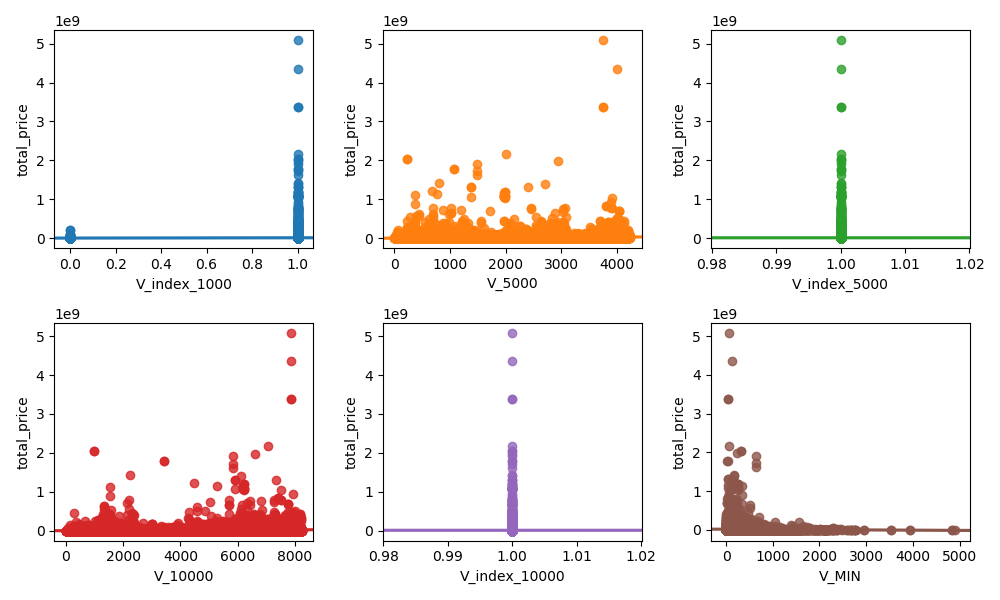 1e9 1e9 1e9
5 5 5
4 4 4
total_price total_price total_price
3 3 3
2 2 2
1 1 1
0 0 0
0.0 0.2 0.4 0.6 0.8 1.0 0 1000 2000 3000 4000 0.98 0.99 1.00 1.01 1.02
V_index_1000 V_5000 V_index_5000
1e9 1e9 1e9
5 5 5
4 4 4
total_price total_price total_price
3 3 3
2 2 2
1 1 1
0 0 0
0 2000 4000 6000 8000 0.98 0.99 1.00 1.01 1.02 0 1000 2000 3000 4000 5000
V_10000 V_index_10000 V_MIN